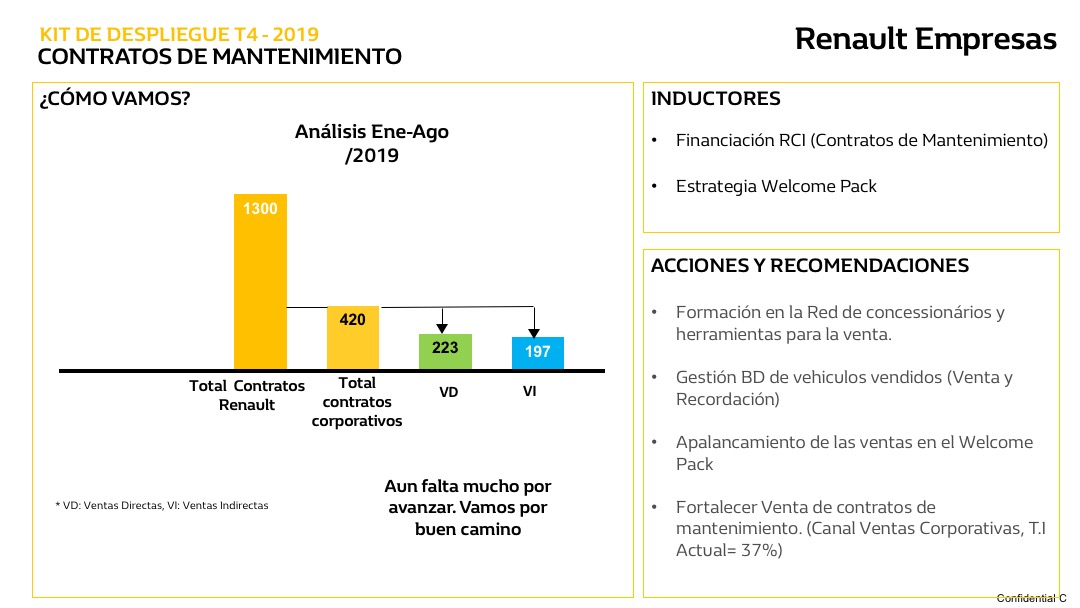 KIT DE DESPLIEGUE T4 - 2019
CONTRATOS DE MANTENIMIENTO
Renault Empresas
¿CÓMO VAMOS?
Análisis Ene-Ago
/2019
1300
420
223
197
Total Contratos
Renault
Total
contratos
corporativos
VD
VI
* VD: Ventas Directas, VI: Ventas Indirectas
Aun falta mucho por
avanzar. Vamos por
buen camino
INDUCTORES
• Financiación RCI (Contratos de Mantenimiento)
• Estrategia Welcome Pack
ACCIONES Y RECOMENDACIONES
• Formación en la Red de concessionários y
herramientas para la venta.
• Gestión BD de vehiculos vendidos (Venta y
Recordación)
• Apalancamiento de las ventas en el Welcome
Pack
• Fortalecer Venta de contratos de
mantenimiento. (Canal Ventas Corporativas, T.I
Actual= 37%)
Confidential C